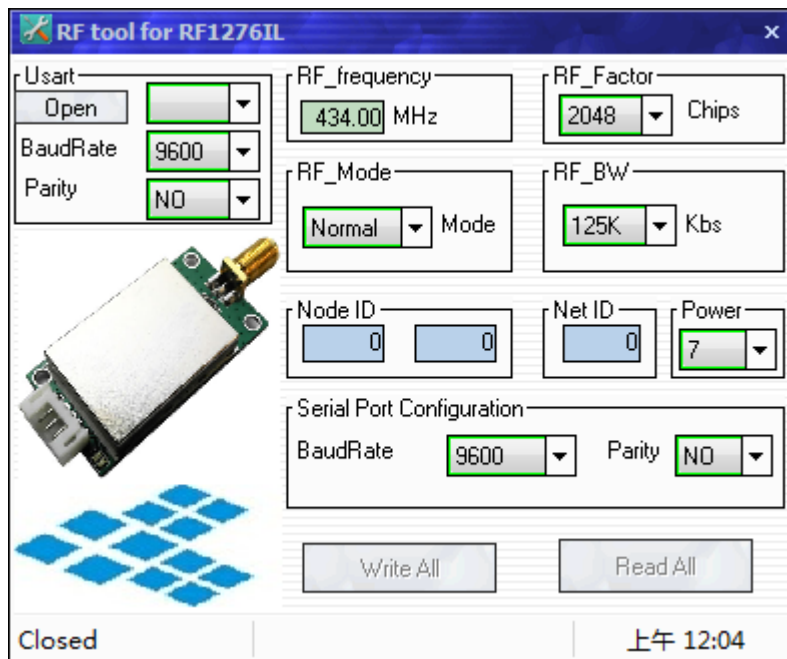 RF tool for RF1276IL
Usart
Open
BaudRate 9600
Parity NO
RF_frequency
434.00 MHz
RF_Factor
2048 Chips
RF_Mode
Normal Mode
RF_BW
125K Kbs
Node ID
0 0
Net ID
0
Power
7
Serial Port Configuration
BaudRate 9600 Parity NO
Write All Read All
Closed 上午 12:04